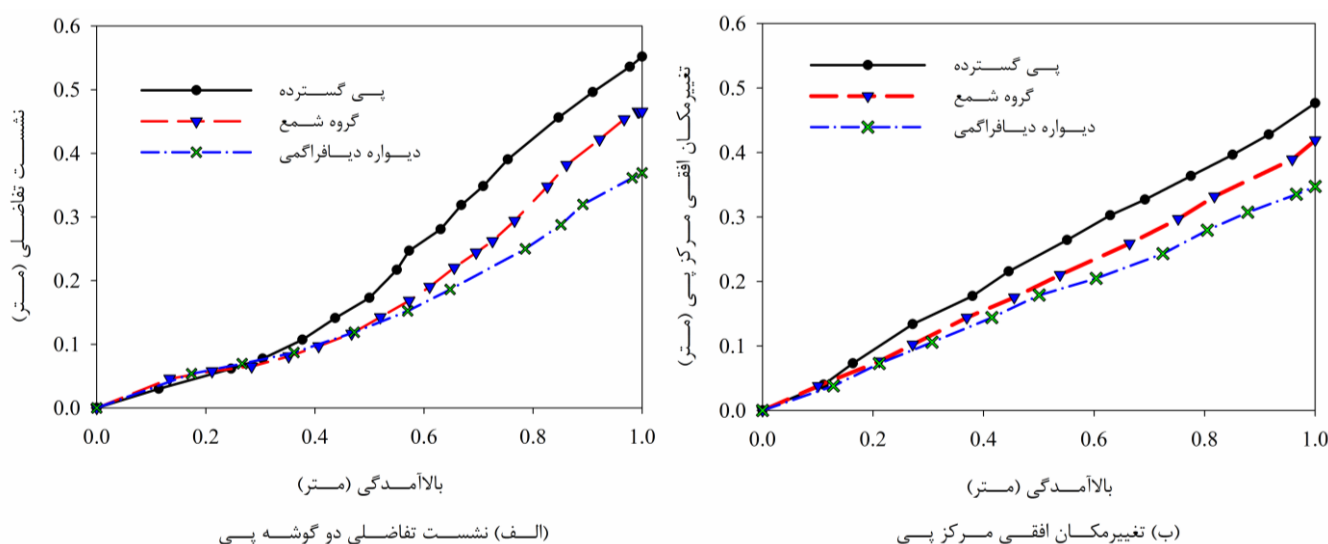 0.6
0.5
0.4
0.3
0.2
0.1
0.0
0.0 0.2 0.4 0.6 0.8 1.0
نشست تفاضلی (متر)
پی گسترده
گروه شمع
دیواره دیافراگمی
بالاآمدگی (متر)
(الف) نشست تفاضلی دو گوشه پی
0.6
0.5
0.4
0.3
0.2
0.1
0.0
0.0 0.2 0.4 0.6 0.8 1.0
تغییرمکان افقی مرکز پی (متر)
پی گسترده
گروه شمع
دیواره دیافراگمی
بالاآمدگی (متر)
(ب) تغییرمکان افقی مرکز پی